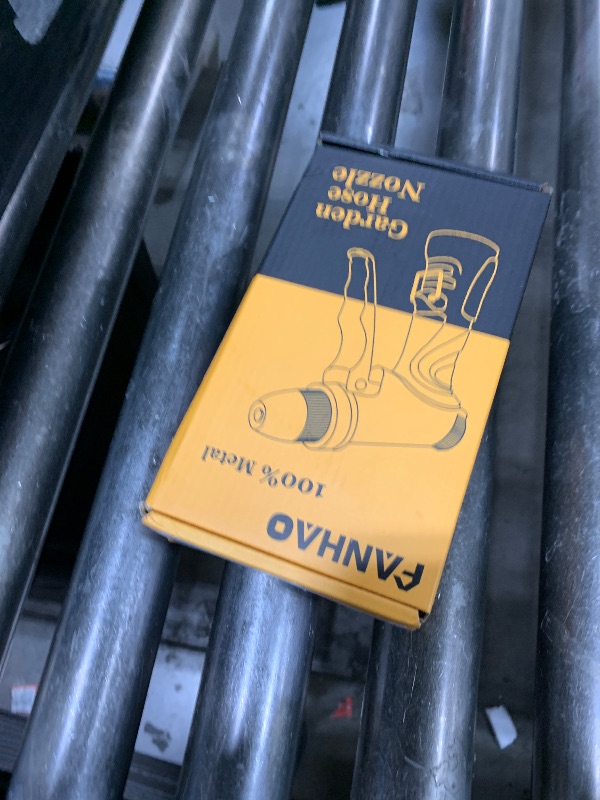 FANHAO
100% Metal
Garden
Hose
Nozzle